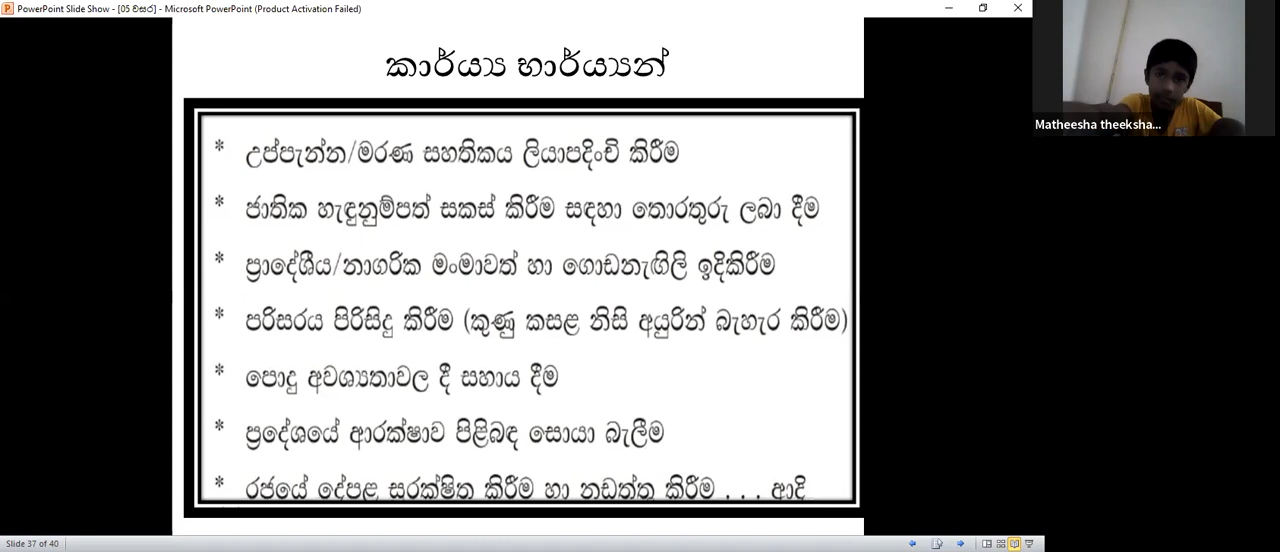 PowerPoint Slide Show - [05 වසර] - Microsoft PowerPoint (Product Activation Failed)
Matheesha theeksha...
කාර්ය්‍ය භාර්ය්‍යන්
* උප්පැන්න/මරණ සහතිකය ලියාපදිංචි කිරීම
* ජාතික හැඳුනුම්පත් සකස් කිරීම සඳහා තොරතුරු ලබා දීම
* ප්‍රාදේශීය/නාගරික මංමාවත් හා ගොඩනැඟිලි ඉදිකිරීම
* පරිසරය පිරිසිදු කිරීම (කුණු කසළ නිසි අයුරින් බැහැර කිරීම)
* පොදු අවශ්‍යතාවල දී සහාය දීම
* ප්‍රදේශයේ ආරක්ෂාව පිළිබඳ සොයා බැලීම
* රජයේ දේපළ සුරක්ෂිත කිරීම හා නඩත්තු කිරීම . . . ආදි
Slide 37 of 40